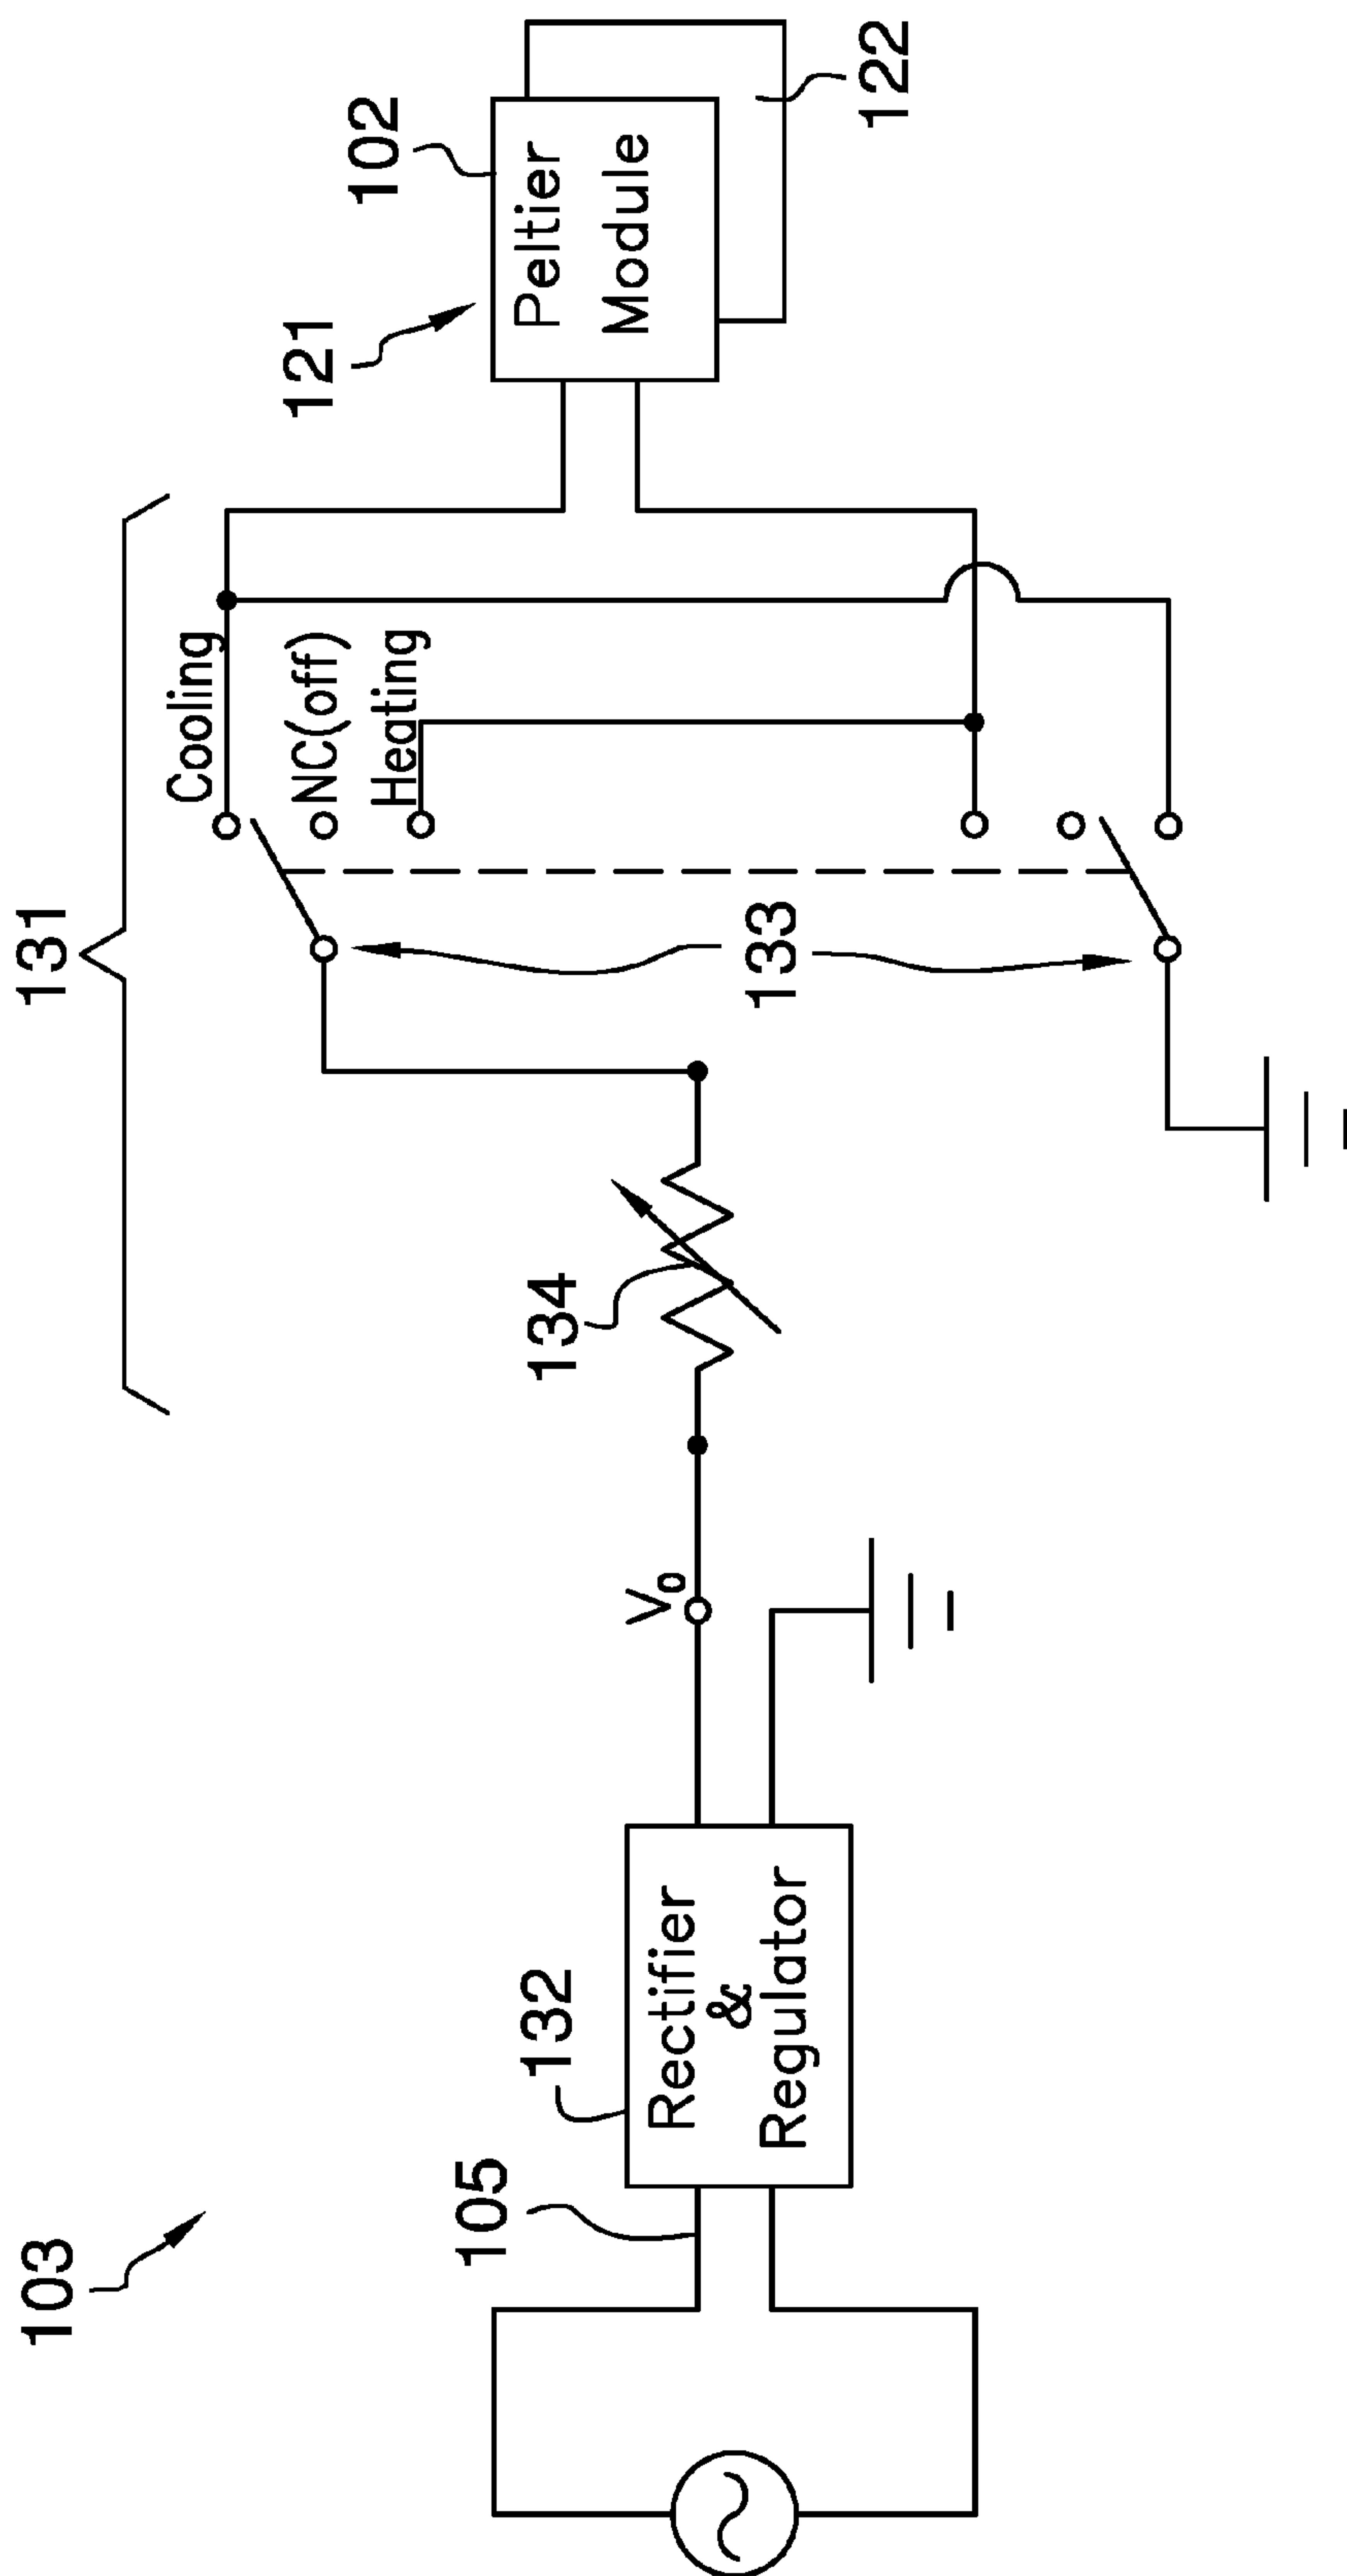 103
131
121
102
122
Cooling
NC(off)
Heating
Peltier
Module
133
134
V₀
132
105
Rectifier
&
Regulator